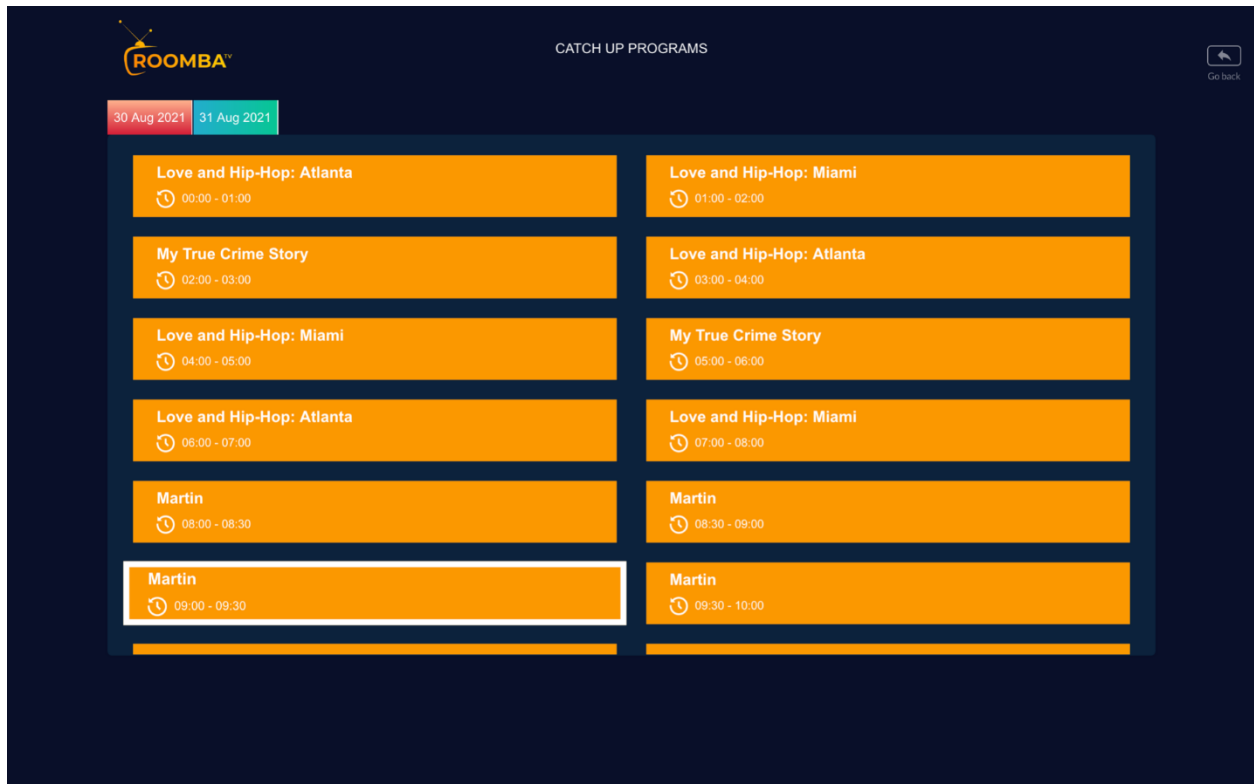 ROOMBA TV
CATCH UP PROGRAMS
Go back
30 Aug 2021 31 Aug 2021
Love and Hip-Hop: Atlanta
00:00 - 01:00
Love and Hip-Hop: Miami
01:00 - 02:00
My True Crime Story
02:00 - 03:00
Love and Hip-Hop: Atlanta
03:00 - 04:00
Love and Hip-Hop: Miami
04:00 - 05:00
My True Crime Story
05:00 - 06:00
Love and Hip-Hop: Atlanta
06:00 - 07:00
Love and Hip-Hop: Miami
07:00 - 08:00
Martin
08:00 - 08:30
Martin
08:30 - 09:00
Martin
09:00 - 09:30
Martin
09:30 - 10:00